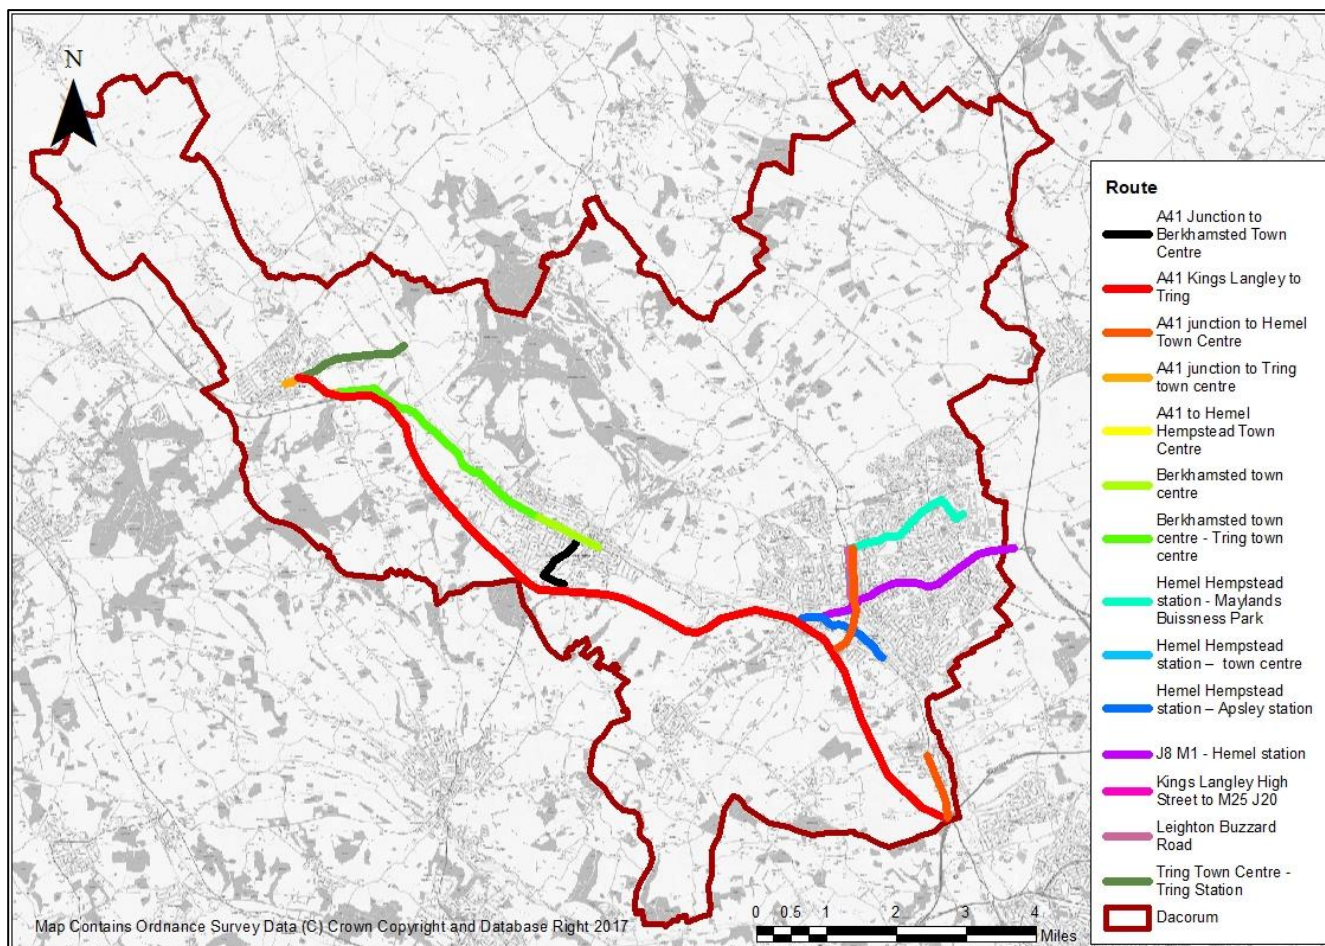 N
Route
A41 Junction to
Berkhamsted Town
Centre
A41 Kings Langley to
Tring
A41 junction to Hemel
Town Centre
A41 junction to Tring
town centre
A41 to Hemel
Hempstead Town
Centre
Berkhamsted town
centre
Berkhamsted town
centre - Tring town
centre
Hemel Hempstead
station - Maylands
Buissness Park
Hemel Hempstead
station – town centre
Hemel Hempstead
station – Apsley station
J8 M1 - Hemel station
Kings Langley High
Street to M25 J20
Leighton Buzzard
Road
Tring Town Centre -
Tring Station
Dacorum
Map Contains Ordnance Survey Data (C) Crown Copyright and Database Right 2017
0 0.5 1 2 3 4
Miles